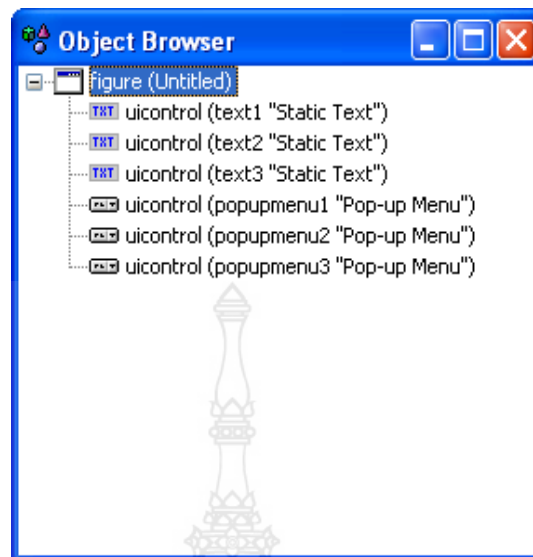 Object Browser
figure (Untitled)
TXT uicontrol (text1 "Static Text")
TXT uicontrol (text2 "Static Text")
TXT uicontrol (text3 "Static Text")
uicontrol (popupmenu1 "Pop-up Menu")
uicontrol (popupmenu2 "Pop-up Menu")
uicontrol (popupmenu3 "Pop-up Menu")